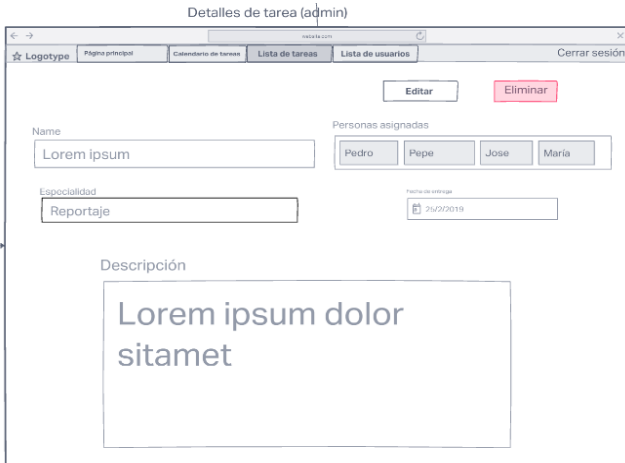 Detalles de tarea (admin)
website.com
Logotype Página principal Calendario de tareas Lista de tareas Lista de usuarios Cerrar sesión
Editar Eliminar
Name Personas asignadas
Lorem ipsum Pedro Pepe Jose María
Especialidad Fecha de entrega
Reportaje 25/2/2019
Descripción
Lorem ipsum dolor
sitamet